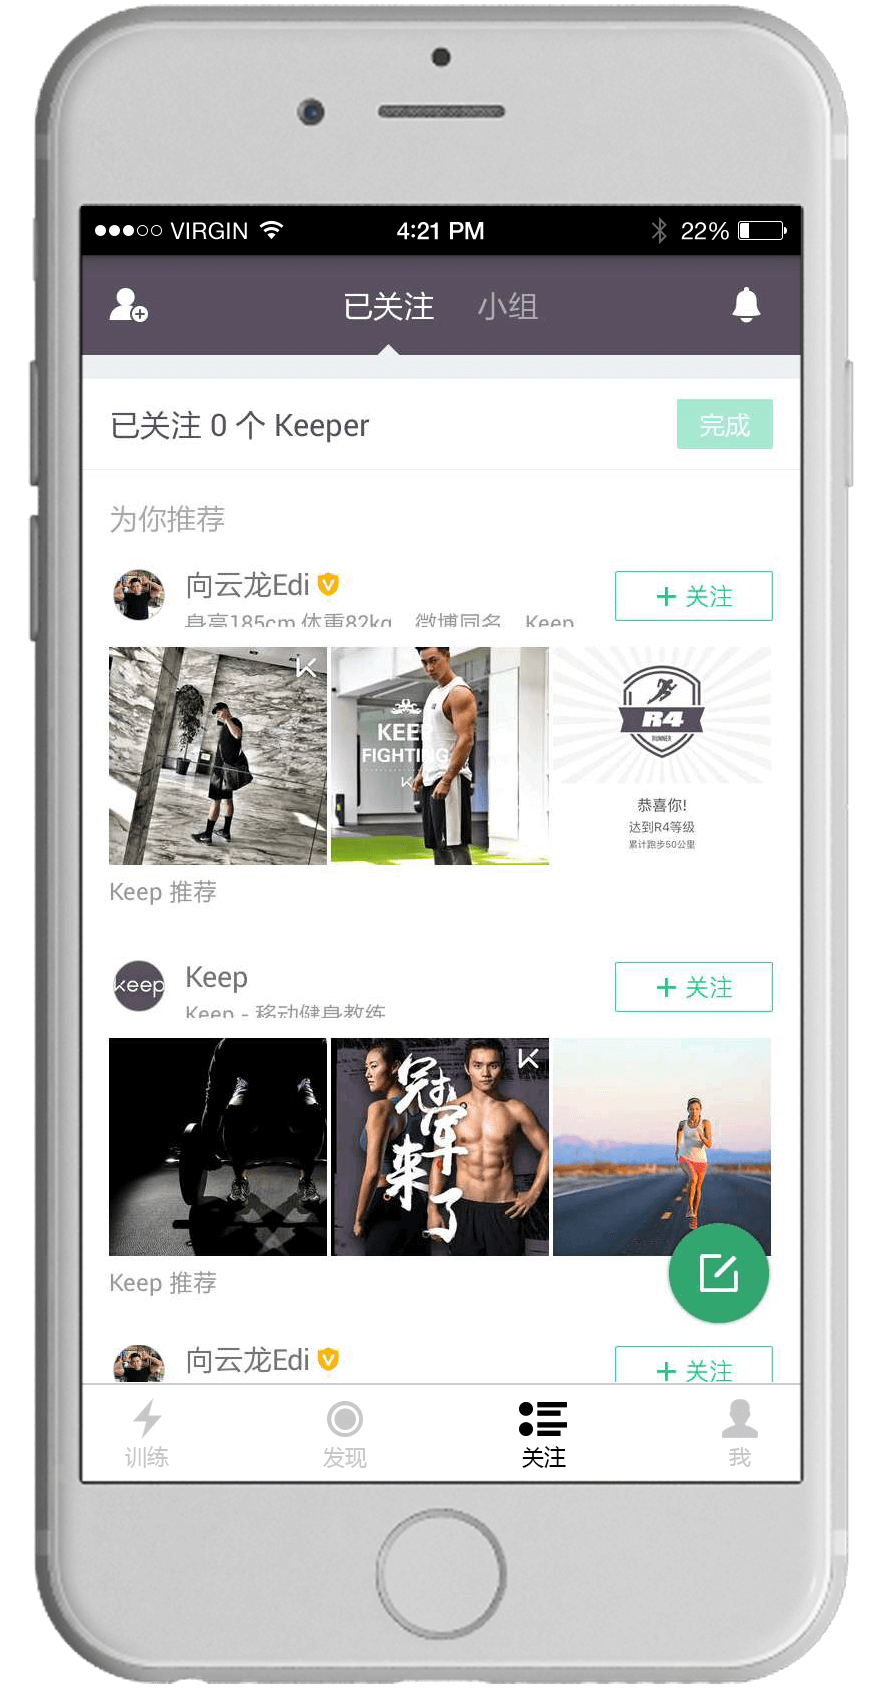 VIRGIN 4:21 PM 22%
已关注 小组
已关注 0 个 Keeper 完成
为你推荐
向云龙Edi
+ 关注
身高185cm 体重82kg 微博同名 Keep
KEEP
FIGHTING
R4
RUNNER
恭喜你!
达到R4等级
累计跑步50公里
Keep 推荐
keep
Keep
+ 关注
Keep - 移动健身教练
冠军来了
Keep 推荐
向云龙Edi
+ 关注
训练 发现 关注 我